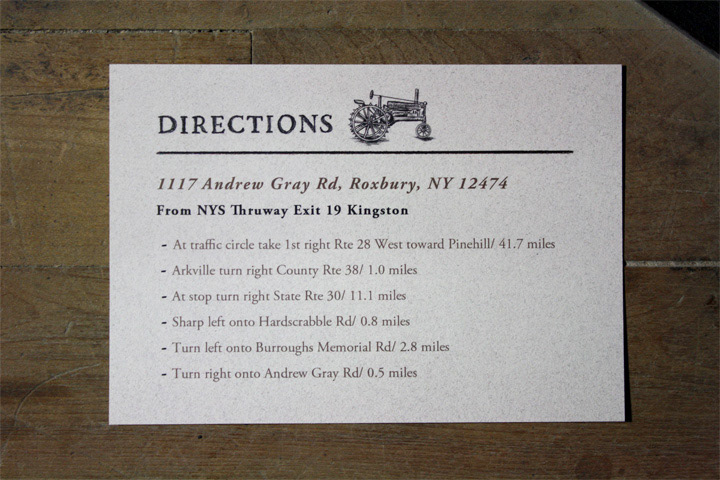 DIRECTIONS
1117 Andrew Gray Rd, Roxbury, NY 12474
From NYS Thruway Exit 19 Kingston
- At traffic circle take 1st right Rte 28 West toward Pinehill/ 41.7 miles
- Arkville turn right County Rte 38/ 1.0 miles
- At stop turn right State Rte 30/ 11.1 miles
- Sharp left onto Hardscrabble Rd/ 0.8 miles
- Turn left onto Burroughs Memorial Rd/ 2.8 miles
- Turn right onto Andrew Gray Rd/ 0.5 miles